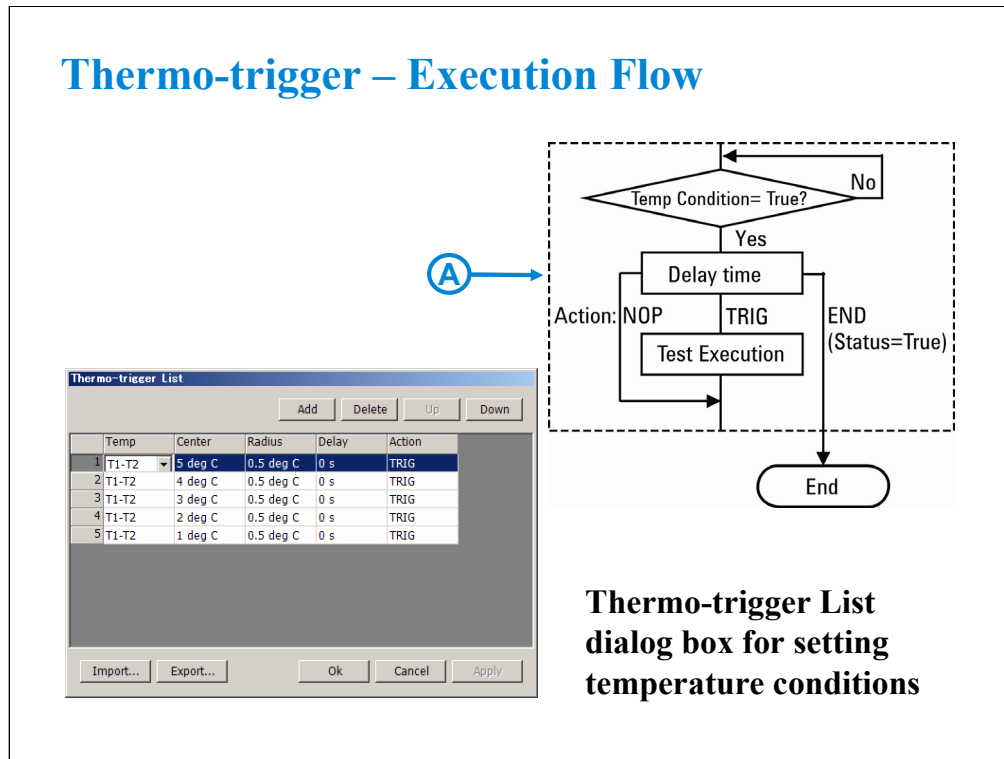 Thermo-trigger – Execution Flow
No
Temp Condition= True?
Yes
A
Delay time
Action: NOP
TRIG
END
(Status=True)
Test Execution
End
Thermo-trigger List
Add Delete Up Down
Temp Center Radius Delay Action
1 T1-T2 5 deg C 0.5 deg C 0 s TRIG
2 T1-T2 4 deg C 0.5 deg C 0 s TRIG
3 T1-T2 3 deg C 0.5 deg C 0 s TRIG
4 T1-T2 2 deg C 0.5 deg C 0 s TRIG
5 T1-T2 1 deg C 0.5 deg C 0 s TRIG
Import... Export... Ok Cancel Apply
Thermo-trigger List
dialog box for setting
temperature conditions